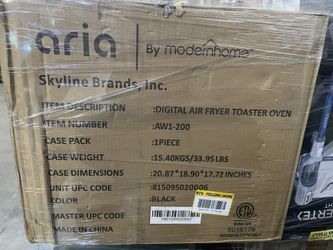 aria By modernhome
Skyline Brands, Inc.
ITEM DESCRIPTION :DIGITAL AIR FRYER TOASTER OVEN
ITEM NUMBER :AW1-200
CASE PACK :1PIECE
CASE WEIGHT :15.40KGS/33.95LBS
CASE DIMENSIONS :20.87*18.90*17.72 INCHES
UNIT UPC CODE :815095020006
COLOR :BLACK
MASTER UPC CODE
MADE IN CHINA
Intertek
5016176